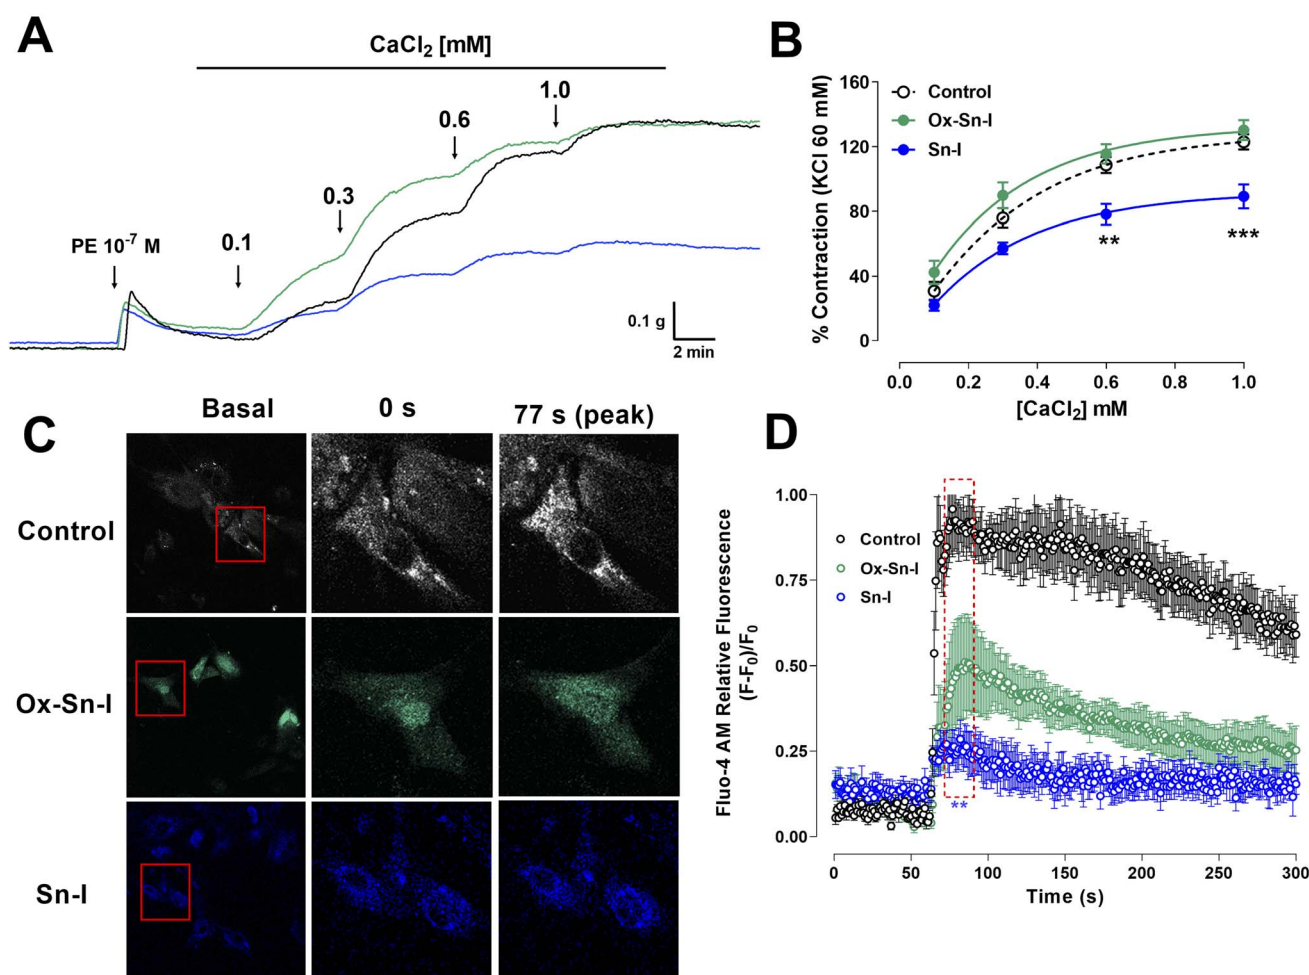 A
CaCl₂ [mM]
PE 10⁻⁷ M
0.1
0.3
0.6
1.0
0.1 g
2 min
B
% Contraction (KCl 60 mM)
160
120
80
40
0
Control
Ox-Sn-I
Sn-I
**
***
0.0 0.2 0.4 0.6 0.8 1.0
[CaCl₂] mM
C
Basal 0 s 77 s (peak)
Control
Ox-Sn-I
Sn-I
D
Fluo-4 AM Relative Fluorescence
(F-F₀)/F₀
1.00
0.75
0.50
0.25
0.00
Control
Ox-Sn-I
Sn-I
**
0 50 100 150 200 250 300
Time (s)